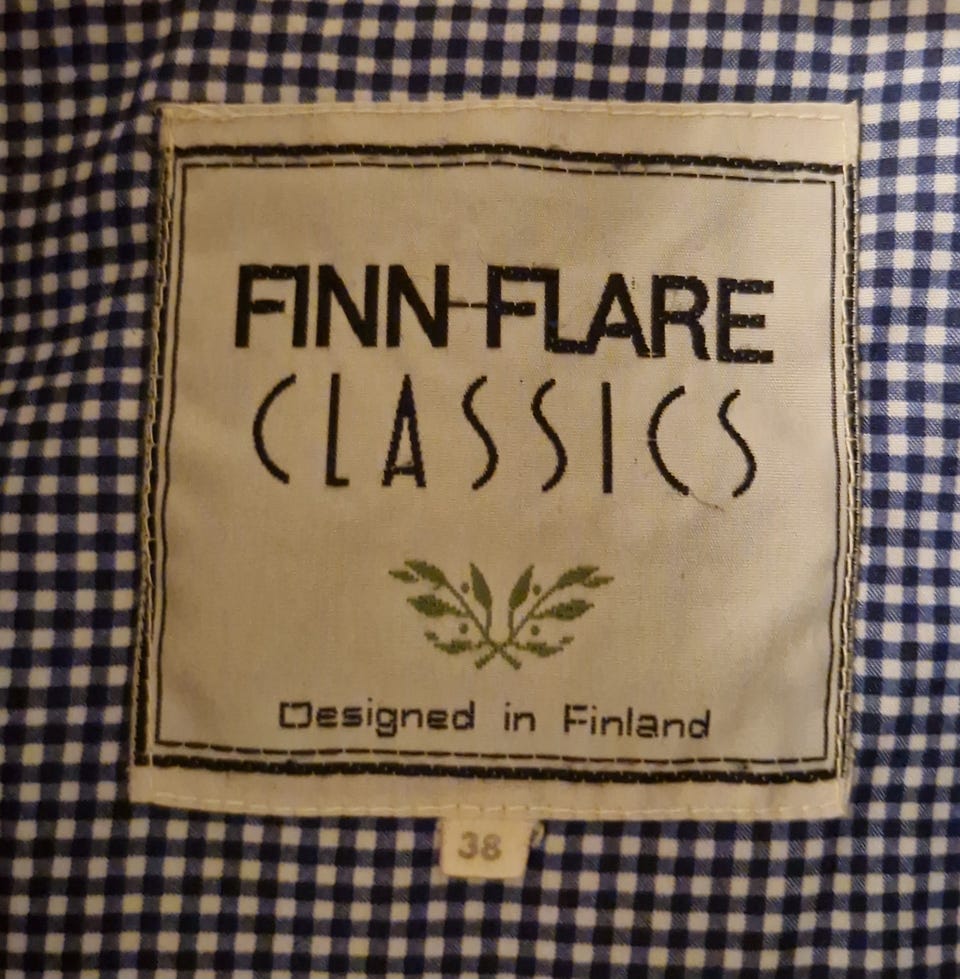 FINN-FLARE
CLASSICS
Designed in Finland
38